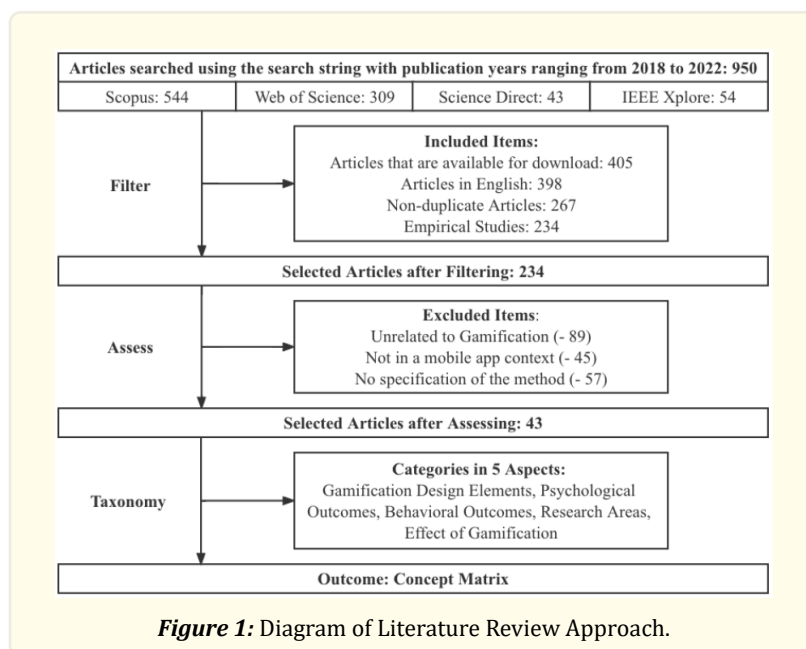 Articles searched using the search string with publication years ranging from 2018 to 2022: 950
Scopus: 544 Web of Science: 309 Science Direct: 43 IEEE Xplore: 54
Filter
Included Items:
Articles that are available for download: 405
Articles in English: 398
Non-duplicate Articles: 267
Empirical Studies: 234
Selected Articles after Filtering: 234
Assess
Excluded Items:
Unrelated to Gamification (- 89)
Not in a mobile app context (- 45)
No specification of the method (- 57)
Selected Articles after Assessing: 43
Taxonomy
Categories in 5 Aspects:
Gamification Design Elements, Psychological
Outcomes, Behavioral Outcomes, Research Areas,
Effect of Gamification
Outcome: Concept Matrix
Figure 1: Diagram of Literature Review Approach.